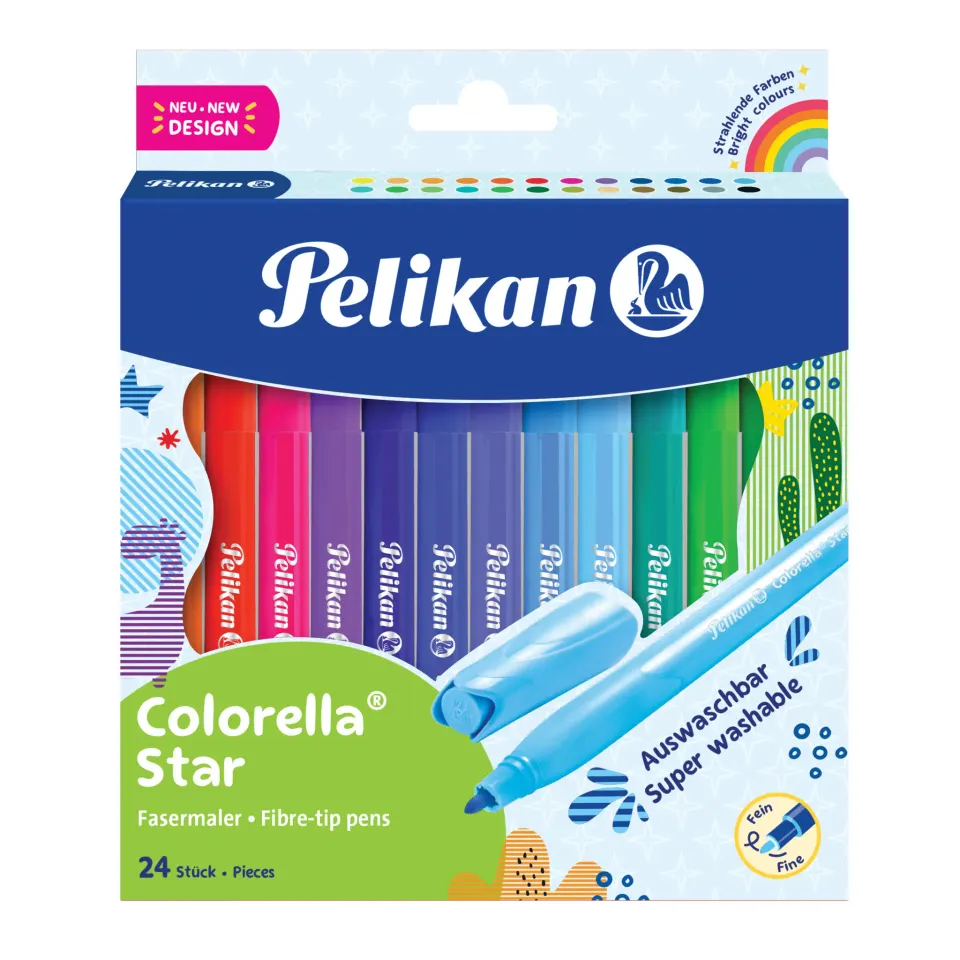 NEU • NEW
DESIGN
Strahlende Farben
Bright colours
Pelikan
Pelikan
Pelikan
Pelikan
Pelikan
Pelikan
Pelikan
Pelikan
Pelikan
Pelikan
Pelikan
Pelikan
Pelikan Colorella Star
Colorella®
Star
Fasermaler • Fibre-tip pens
24 Stück • Pieces
Auswaschbar
Super washable
Fein
Fine